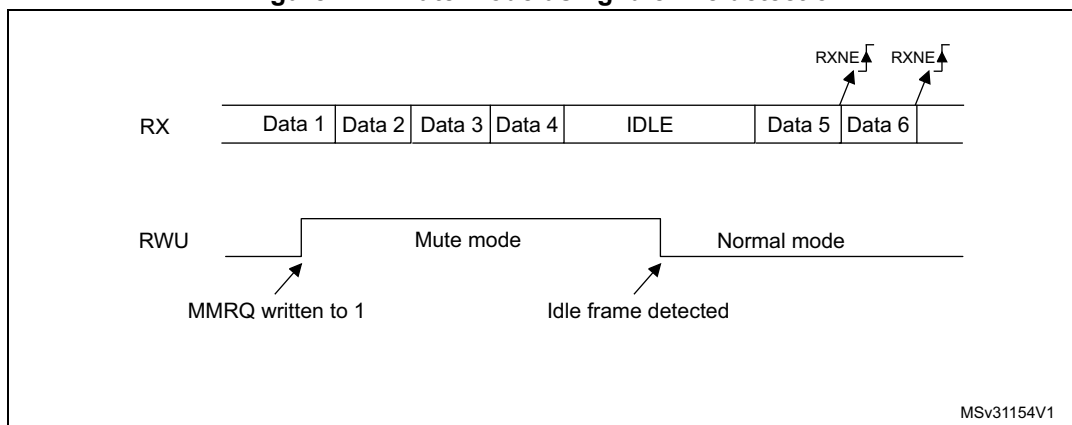 RXNE RXNE
RX Data 1 Data 2 Data 3 Data 4 IDLE Data 5 Data 6
RWU Mute mode Normal mode
MMRQ written to 1 Idle frame detected
MSv31154V1